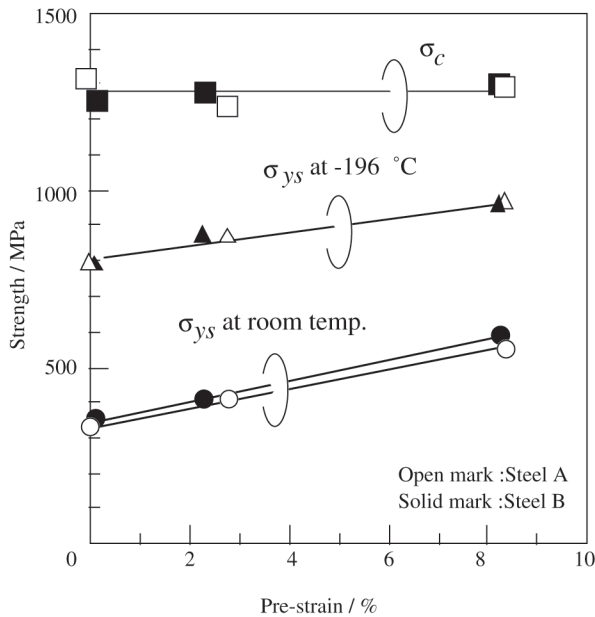 1500
σc
σys at -196 °C
1000
Strength / MPa
σys at room temp.
500
Open mark :Steel A
Solid mark :Steel B
0 2 4 6 8 10
Pre-strain / %